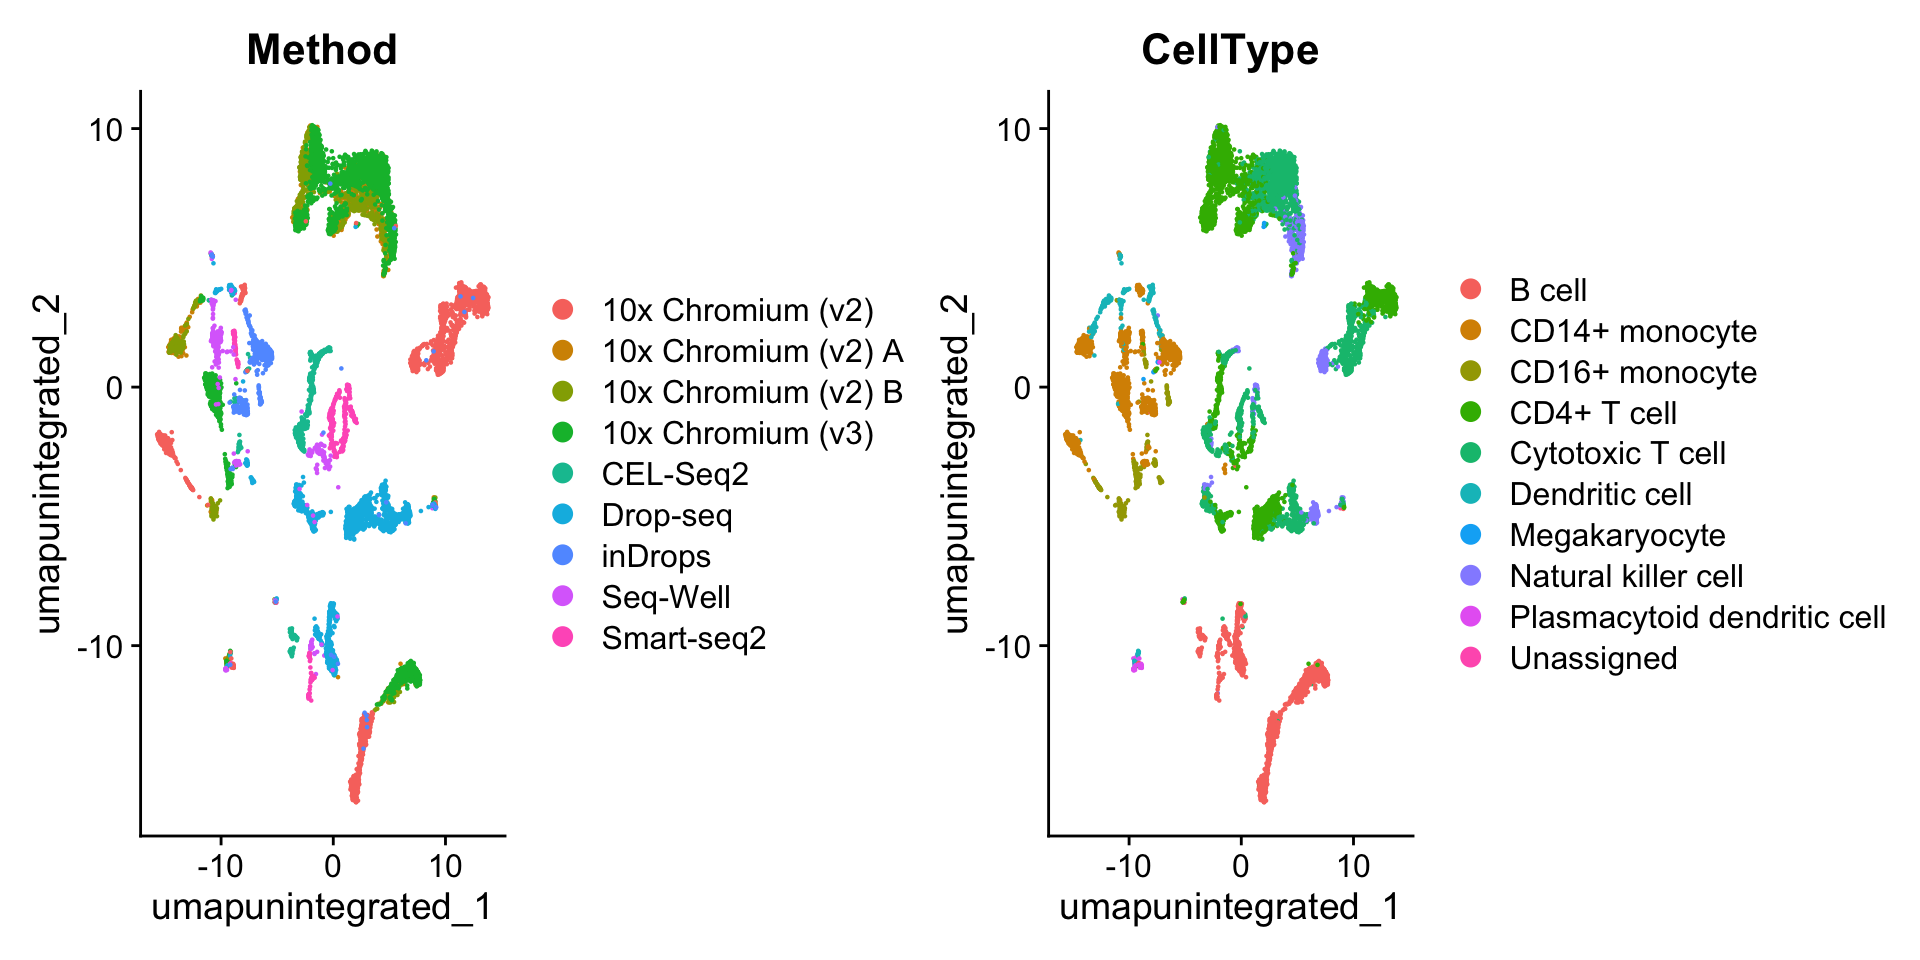 Method
umapunintegrated_2
10
0
-10
-10
0
10
umapunintegrated_1
10x Chromium (v2)
10x Chromium (v2) A
10x Chromium (v2) B
10x Chromium (v3)
CEL-Seq2
Drop-seq
inDrops
Seq-Well
Smart-seq2
CellType
umapunintegrated_2
10
0
-10
-10
0
10
umapunintegrated_1
B cell
CD14+ monocyte
CD16+ monocyte
CD4+ T cell
Cytotoxic T cell
Dendritic cell
Megakaryocyte
Natural killer cell
Plasmacytoid dendritic cell
Unassigned